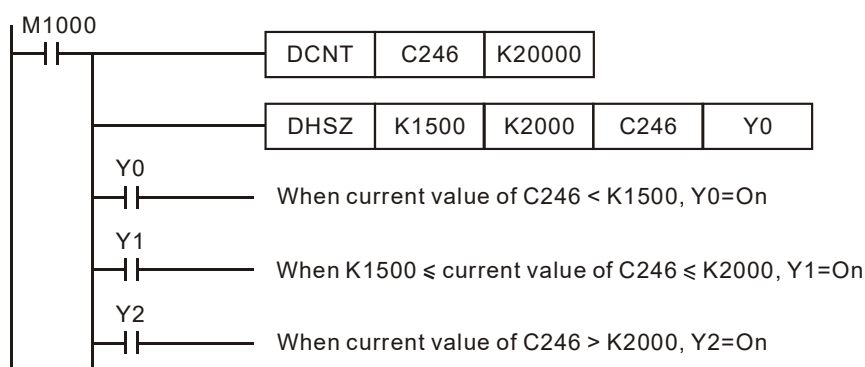 M1000
DCNT C246 K20000
DHSZ K1500 K2000 C246 Y0
Y0
When current value of C246 < K1500, Y0=On
Y1
When K1500 ⩽ current value of C246 ⩽ K2000, Y1=On
Y2
When current value of C246 > K2000, Y2=On